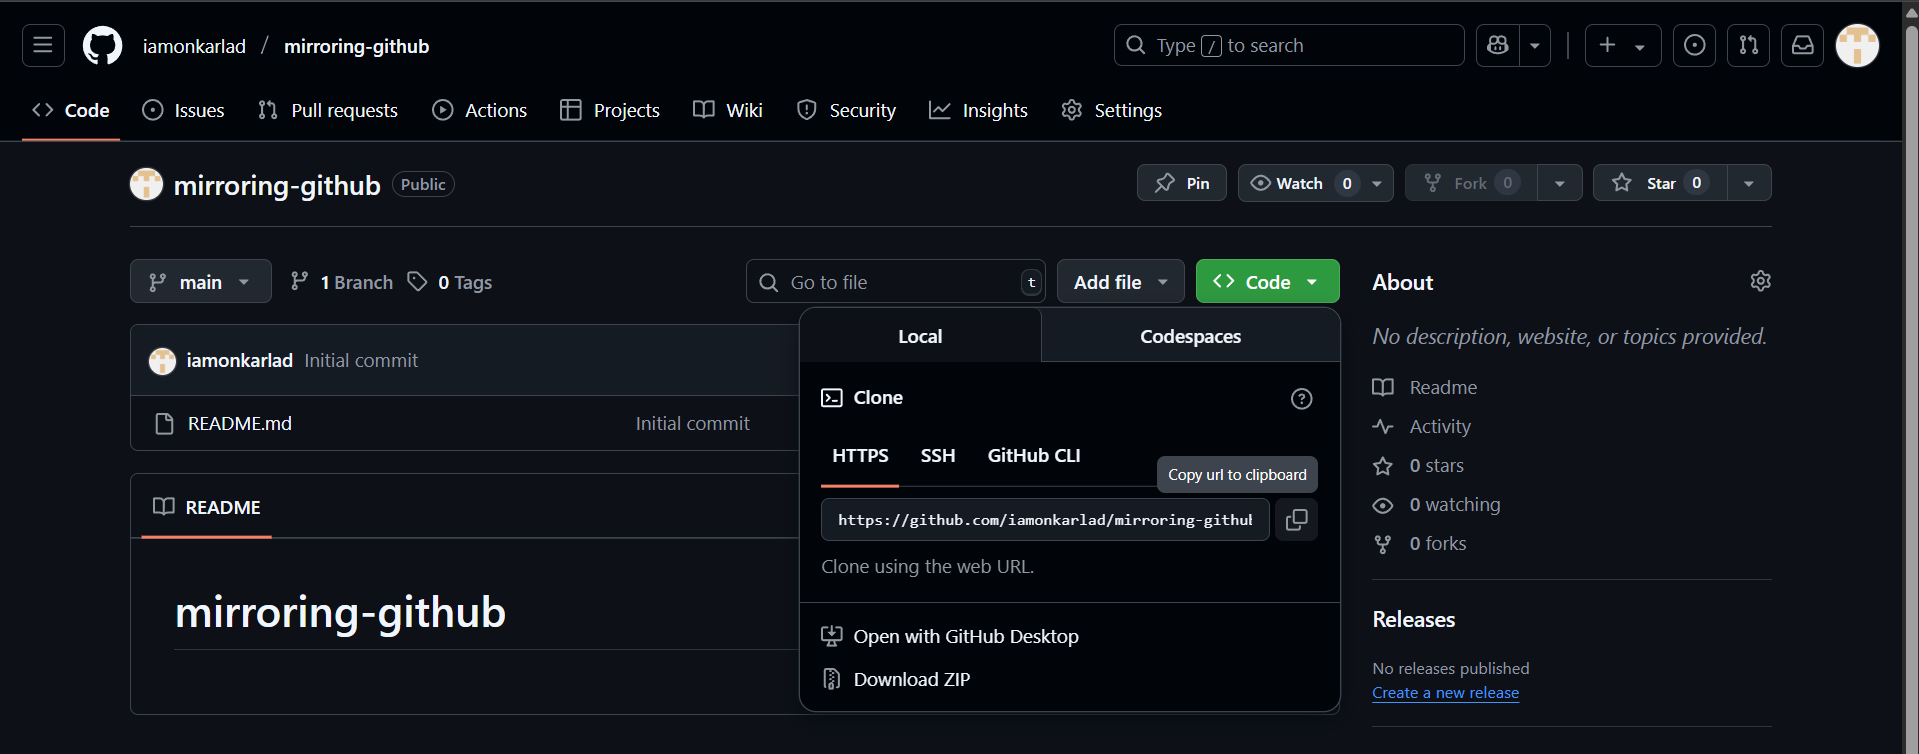 iamonkarlad / mirroring-github
Type / to search
Code
Issues
Pull requests
Actions
Projects
Wiki
Security
Insights
Settings
mirroring-github
Public
Pin
Watch 0
Fork 0
Star 0
main
1 Branch
0 Tags
Go to file
t
Add file
Code
iamonkarlad Initial commit
README.md Initial commit
README
mirroring-github
Local
Codespaces
Clone
HTTPS
SSH
GitHub CLI
Copy url to clipboard
https://github.com/iamonkarlad/mirroring-githu
Clone using the web URL.
Open with GitHub Desktop
Download ZIP
About
No description, website, or topics provided.
Readme
Activity
0 stars
0 watching
0 forks
Releases
No releases published
Create a new release